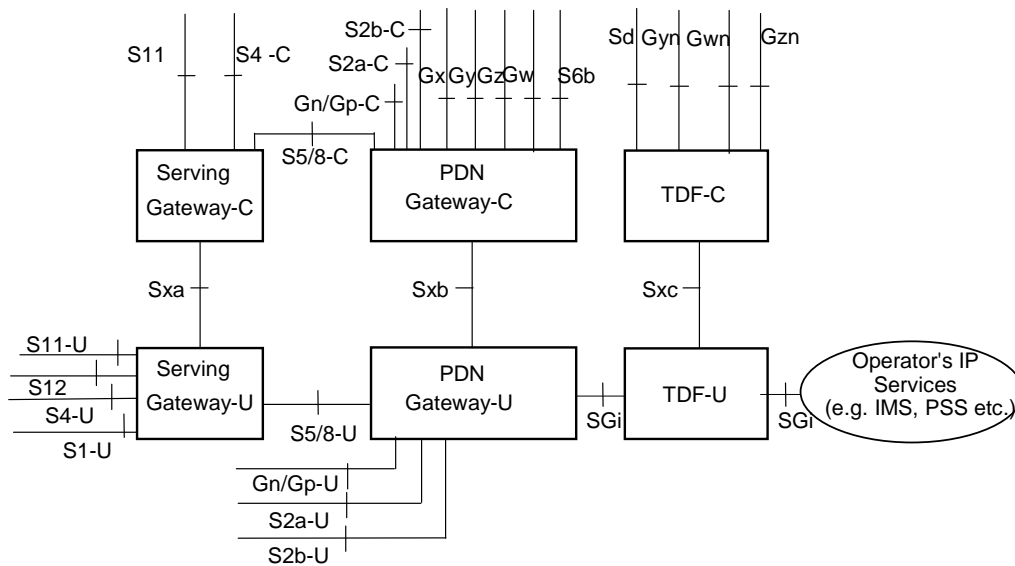 S2b-C
Sd
Gyn
Gwn
Gzn
S11
S4 -C
S2a-C
Gx
Gy
Gz
Gw
S6b
Gn/Gp-C
S5/8-C
Serving
Gateway-C
PDN
Gateway-C
TDF-C
Sxa
Sxb
Sxc
S11-U
S12
S4-U
S1-U
Serving
Gateway-U
S5/8-U
PDN
Gateway-U
SGi
TDF-U
SGi
Operator's IP
Services
(e.g. IMS, PSS etc.)
Gn/Gp-U
S2a-U
S2b-U